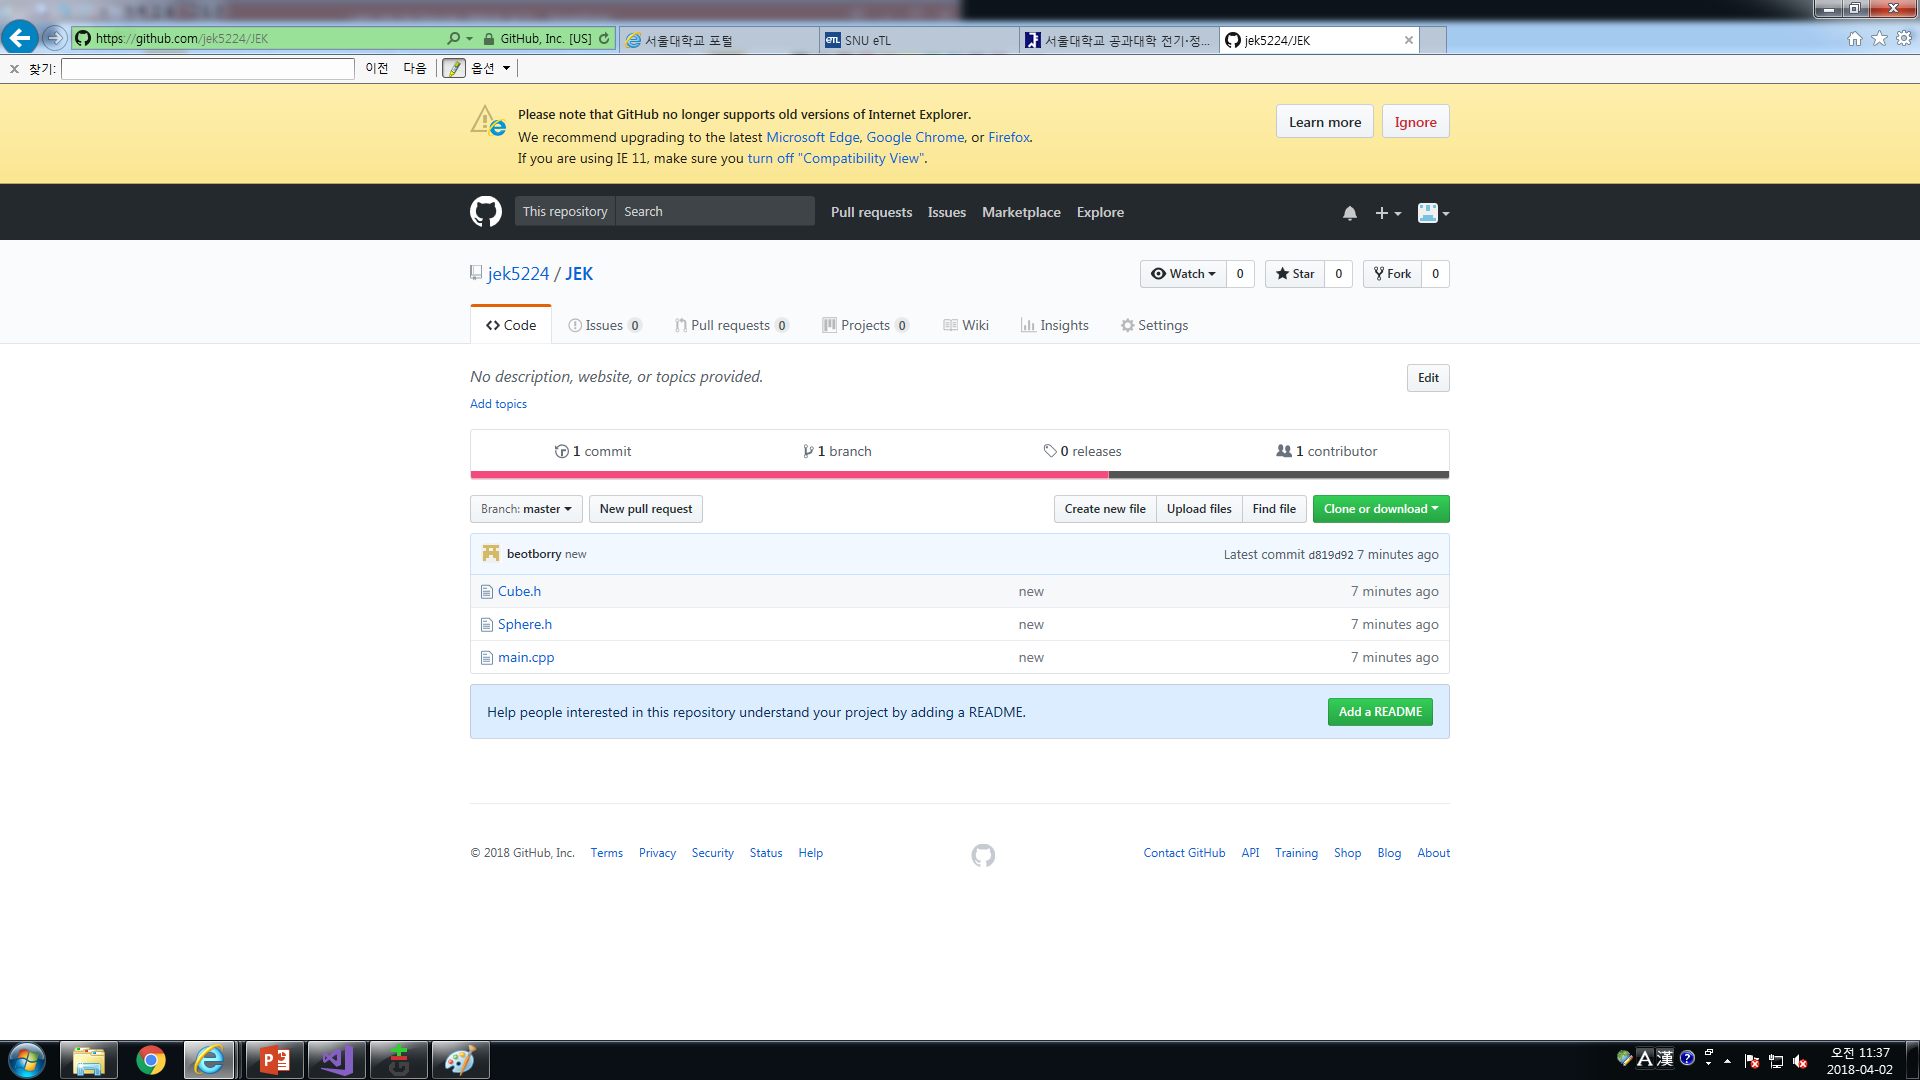 https://github.com/jek5224/JEK
GitHub, Inc. [US]
서울대학교 포털
SNU eTL
서울대학교 공과대학 전기·정...
jek5224/JEK
찾기:
이전
다음
옵션
Please note that GitHub no longer supports old versions of Internet Explorer.
We recommend upgrading to the latest Microsoft Edge, Google Chrome, or Firefox.
If you are using IE 11, make sure you turn off "Compatibility View".
Learn more
Ignore
This repository
Search
Pull requests
Issues
Marketplace
Explore
jek5224 / JEK
Watch 0
Star 0
Fork 0
Code
Issues 0
Pull requests 0
Projects 0
Wiki
Insights
Settings
No description, website, or topics provided.
Edit
Add topics
1 commit
1 branch
0 releases
1 contributor
Branch: master
New pull request
Create new file
Upload files
Find file
Clone or download
beotborry new
Latest commit d819d92 7 minutes ago
Cube.h new 7 minutes ago
Sphere.h new 7 minutes ago
main.cpp new 7 minutes ago
Help people interested in this repository understand your project by adding a README.
Add a README
© 2018 GitHub, Inc.
Terms
Privacy
Security
Status
Help
Contact GitHub
API
Training
Shop
Blog
About
A 漢
오전 11:37
2018-04-02